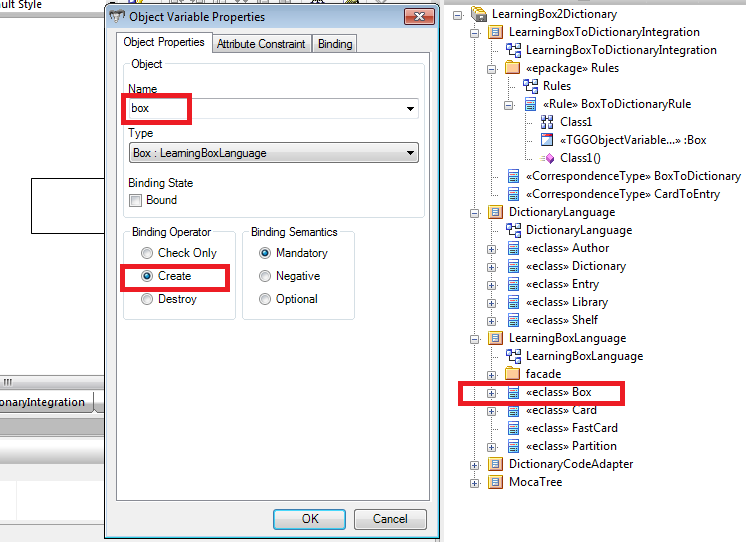 ult Style
Object Variable Properties
Object Properties
Attribute Constraint
Binding
Object
Name
box
Type
Box : LearningBoxLanguage
Binding State
Bound
Binding Operator
Check Only
Create
Destroy
Binding Semantics
Mandatory
Negative
Optional
OK
Cancel
onaryIntegration
LearningBox2Dictionary
LearningBoxToDictionaryIntegration
LearningBoxToDictionaryIntegration
«epackage» Rules
Rules
«Rule» BoxToDictionaryRule
Class1
«TGGObjectVariable...» :Box
Class1()
«CorrespondenceType» BoxToDictionary
«CorrespondenceType» CardToEntry
DictionaryLanguage
DictionaryLanguage
«eclass» Author
«eclass» Dictionary
«eclass» Entry
«eclass» Library
«eclass» Shelf
LearningBoxLanguage
LearningBoxLanguage
facade
«eclass» Box
«eclass» Card
«eclass» FastCard
«eclass» Partition
DictionaryCodeAdapter
MocaTree